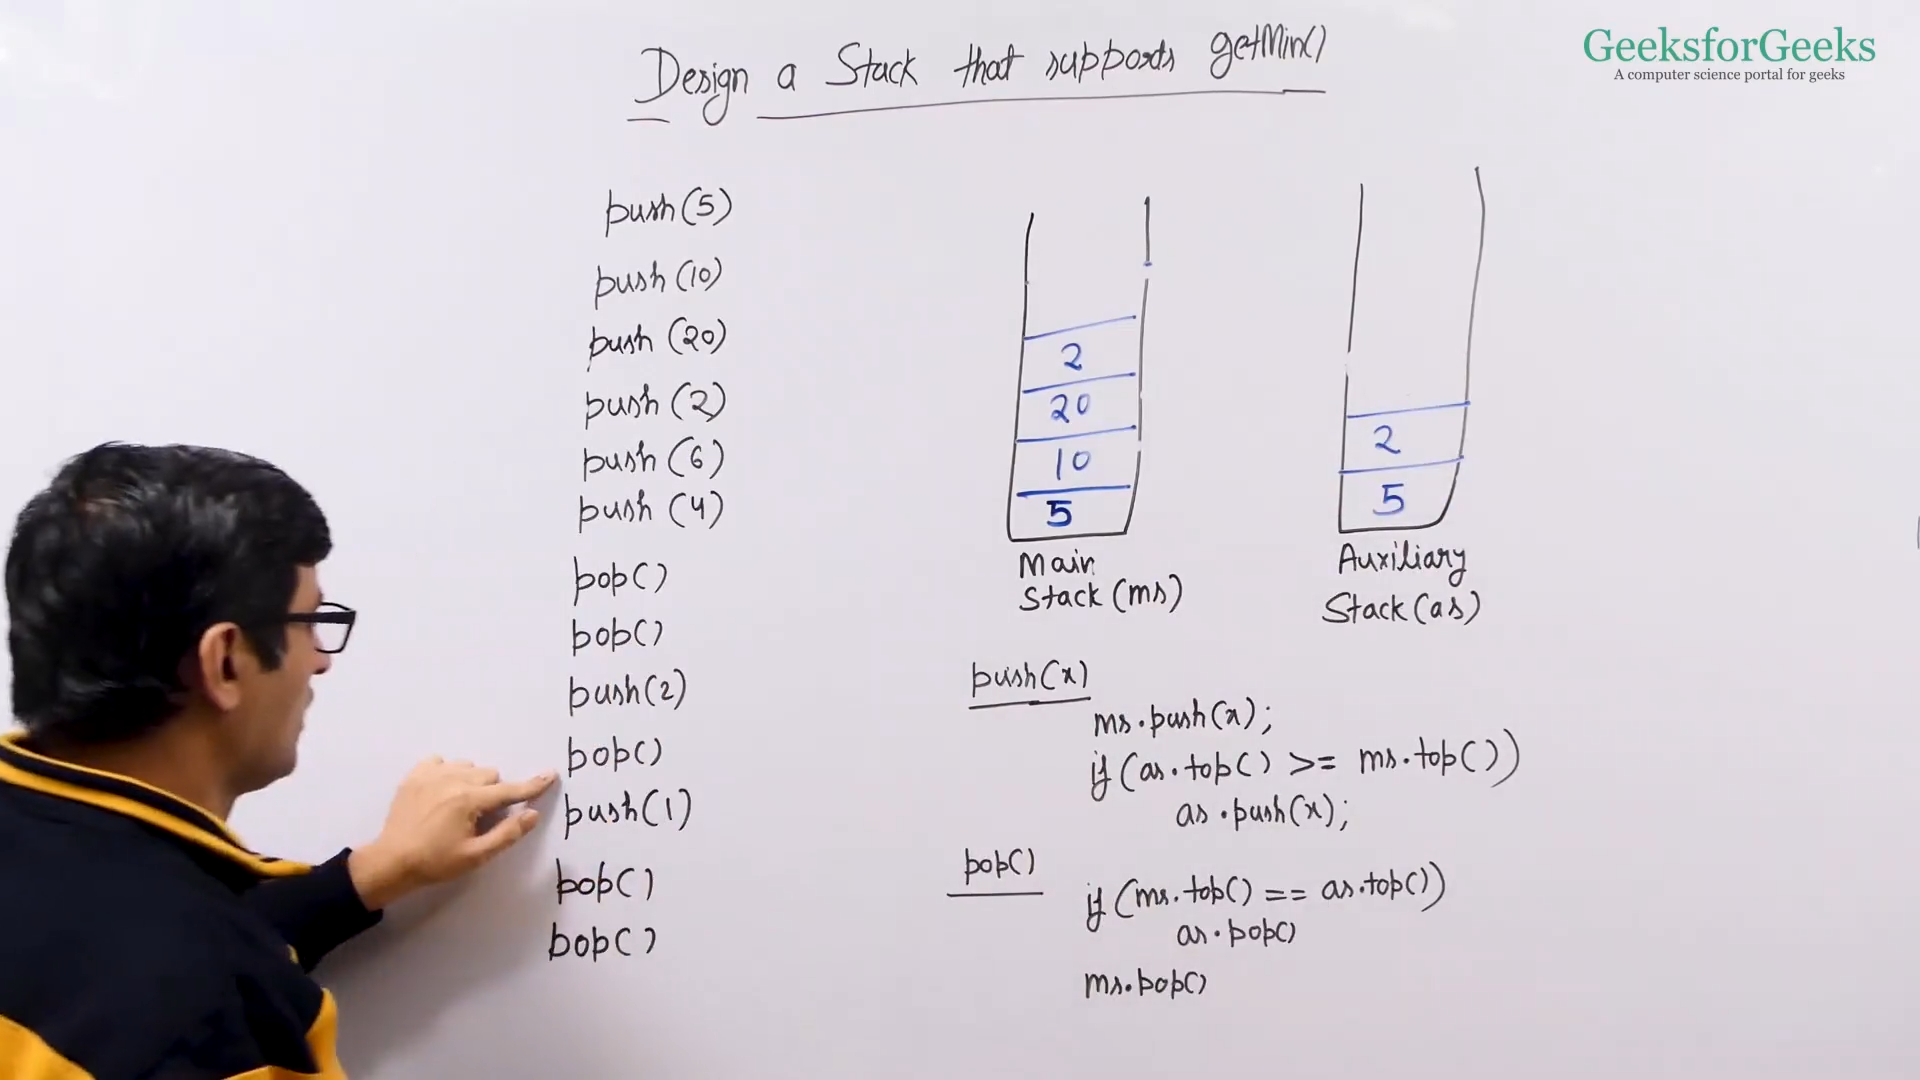 Design a Stack that supports getMin()
GeeksforGeeks
A computer science portal for geeks
push(5)
push(10)
push(20)
push(2)
push(6)
push(4)
pop()
pop()
push(2)
pop()
push(1)
pop()
pop()
2
20
10
5
Main
Stack(ms)
2
5
Auxiliary
Stack(as)
push(x)
ms.push(x);
if(as.top() >= ms.top())
as.push(x);
pop()
if(ms.top() == as.top())
as.pop()
ms.pop()